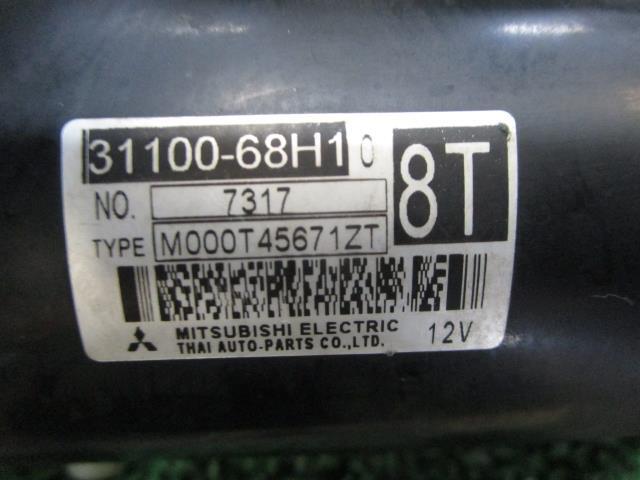 31100-68H10
8T
NO. 7317
TYPE M000T45671ZT
MITSUBISHI ELECTRIC
THAI AUTO-PARTS CO.,LTD.
12V